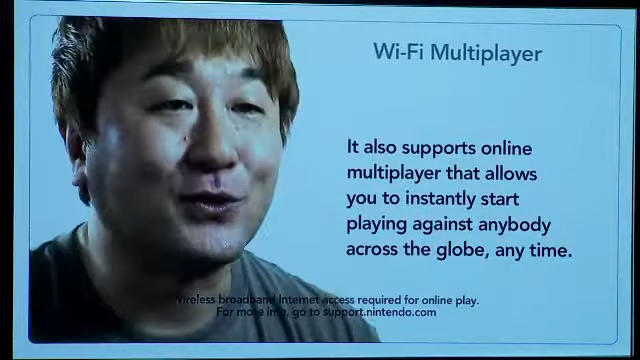 Wi-Fi Multiplayer
It also supports online
multiplayer that allows
you to instantly start
playing against anybody
across the globe, any time.
Wireless broadband Internet access required for online play.
For more info, go to support.nintendo.com